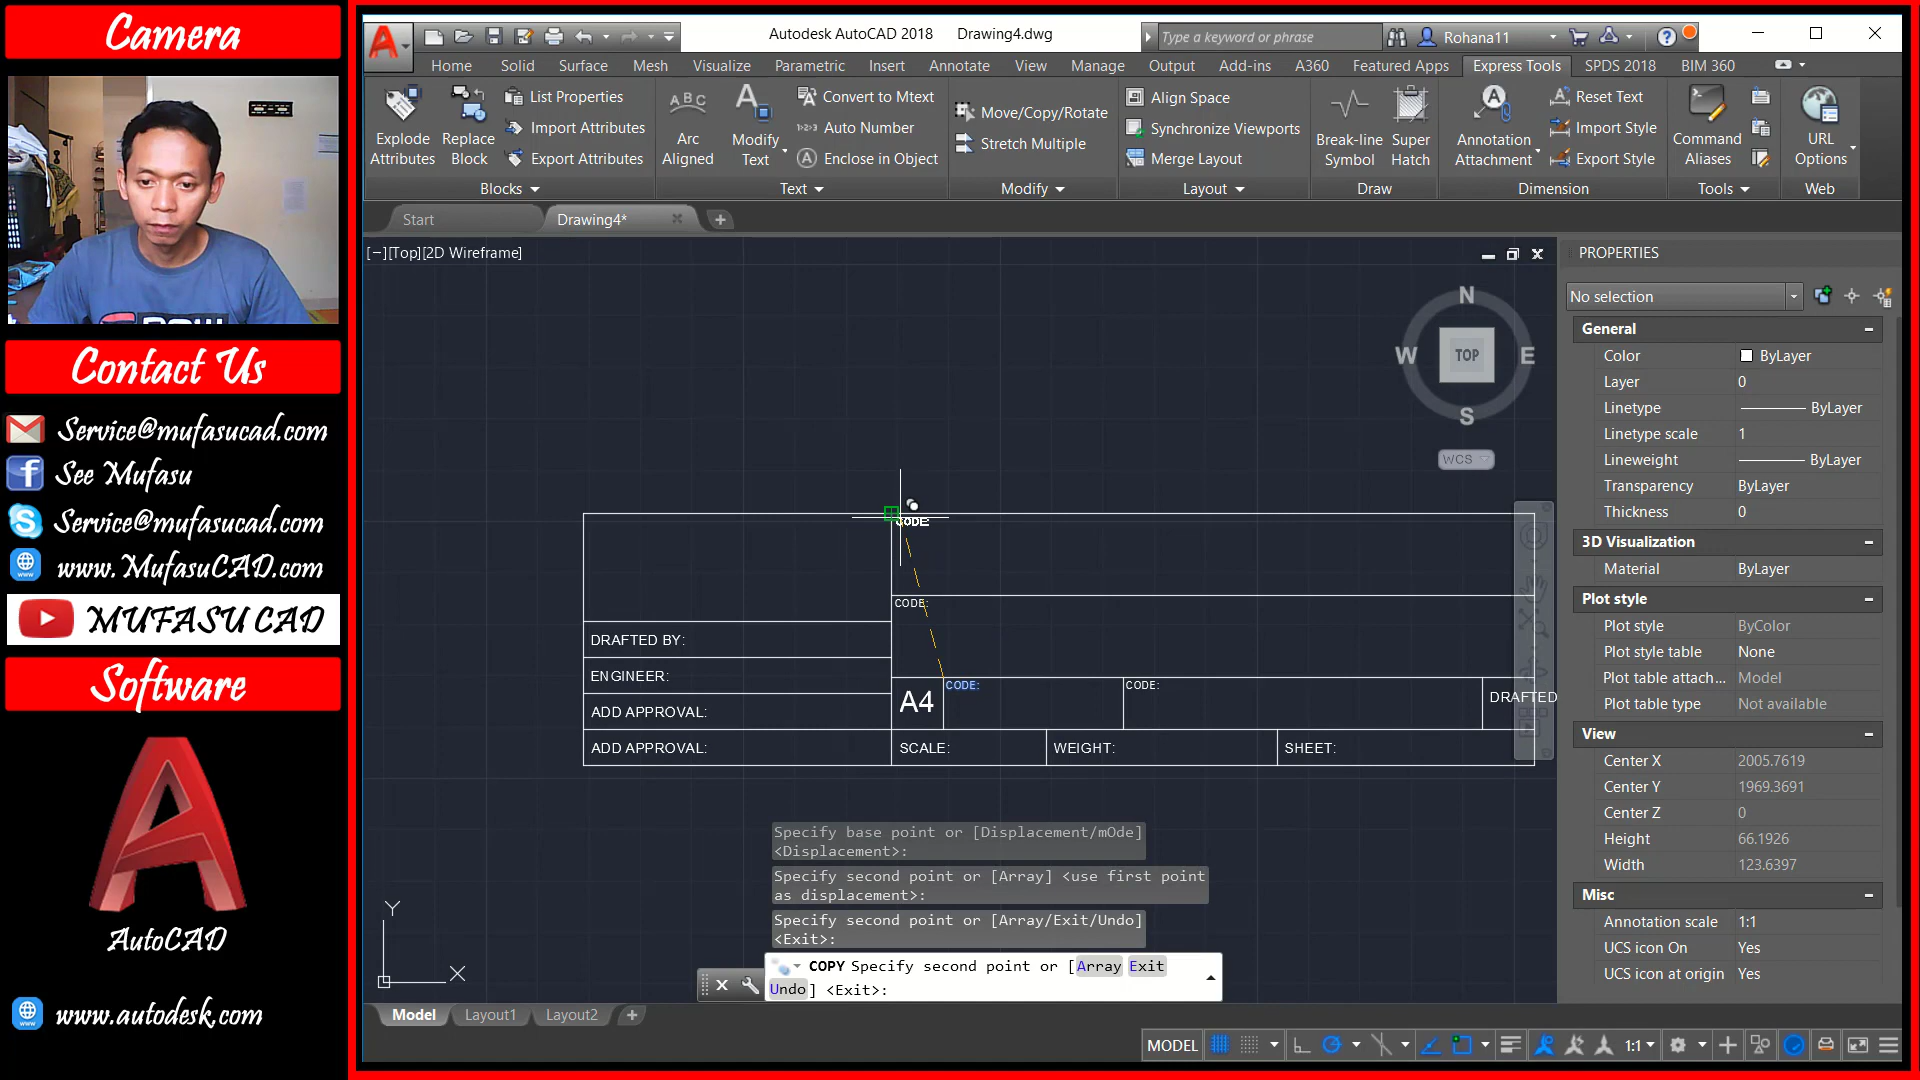 Camera
Contact Us
Service@mufasucad.com
See Mufasu
Service@mufasucad.com
www.MufasuCAD.com
MUFASU CAD
Software
AutoCAD
www.autodesk.com
Autodesk AutoCAD 2018 Drawing4.dwg
Type a keyword or phrase
Rohana11
Home Solid Surface Mesh Visualize Parametric Insert Annotate View Manage Output Add-ins A360 Featured Apps Express Tools SPDS 2018 BIM 360
Explode Attributes
Replace Block
List Properties
Import Attributes
Export Attributes
Blocks
Arc Aligned
Modify Text
Convert to Mtext
Auto Number
Enclose in Object
Text
Move/Copy/Rotate
Stretch Multiple
Modify
Align Space
Synchronize Viewports
Merge Layout
Layout
Break-line Symbol
Super Hatch
Draw
Annotation Attachment
Reset Text
Import Style
Export Style
Dimension
Command Aliases
Tools
URL Options
Web
Start
Drawing4*
[−][Top][2D Wireframe]
N
W TOP E
S
WCS
CODE:
CODE:
DRAFTED BY:
ENGINEER:
ADD APPROVAL:
ADD APPROVAL:
A4
CODE:
CODE:
DRAFTED
SCALE:
WEIGHT:
SHEET:
Y
X
Specify base point or [Displacement/mOde]
<Displacement>:
Specify second point or [Array] <use first point
as displacement>:
Specify second point or [Array/Exit/Undo]
<Exit>:
COPY Specify second point or [Array Exit
Undo] <Exit>:
Model Layout1 Layout2
PROPERTIES
No selection
General
Color ByLayer
Layer 0
Linetype ByLayer
Linetype scale 1
Lineweight ByLayer
Transparency ByLayer
Thickness 0
3D Visualization
Material ByLayer
Plot style
Plot style ByColor
Plot style table None
Plot table attach... Model
Plot table type Not available
View
Center X 2005.7619
Center Y 1969.3691
Center Z 0
Height 66.1926
Width 123.6397
Misc
Annotation scale 1:1
UCS icon On Yes
UCS icon at origin Yes
MODEL
1:1